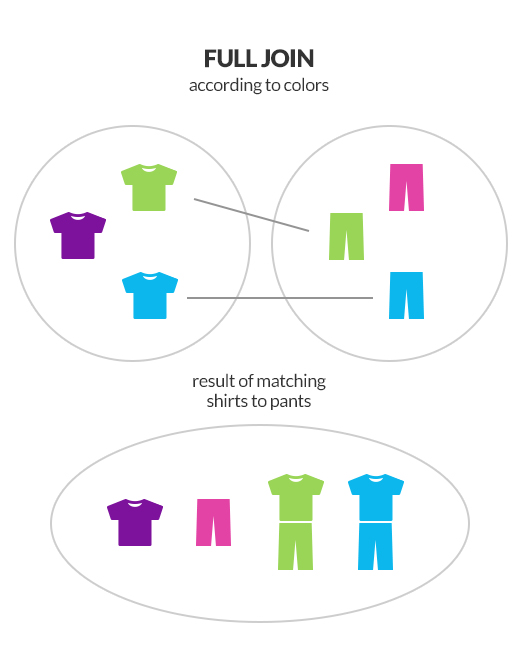 FULL JOIN
according to colors
result of matching
shirts to pants